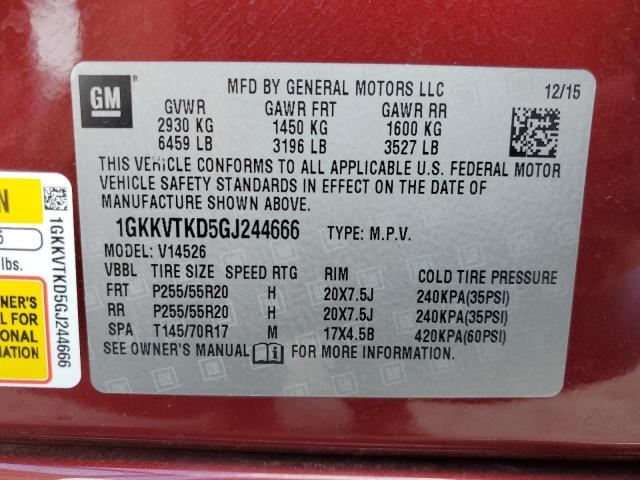 GM
MFD BY GENERAL MOTORS LLC 12/15
GVWR GAWR FRT GAWR RR
2930 KG 1450 KG 1600 KG
6459 LB 3196 LB 3527 LB
THIS VEHICLE CONFORMS TO ALL APPLICABLE U.S. FEDERAL MOTOR
VEHICLE SAFETY STANDARDS IN EFFECT ON THE DATE OF
MANUFACTURE SHOWN ABOVE.
1GKKVTKD5GJ244666 TYPE: M.P.V.
MODEL: V14526
VBBL TIRE SIZE SPEED RTG RIM COLD TIRE PRESSURE
FRT P255/55R20 H 20X7.5J 240KPA(35PSI)
RR P255/55R20 H 20X7.5J 240KPA(35PSI)
SPA T145/70R17 M 17X4.5B 420KPA(60PSI)
SEE OWNER'S MANUAL FOR MORE INFORMATION.
N
5
lbs.
OWNER'S
FOR
IONAL
MATION
1GKKVTKD5GJ244666